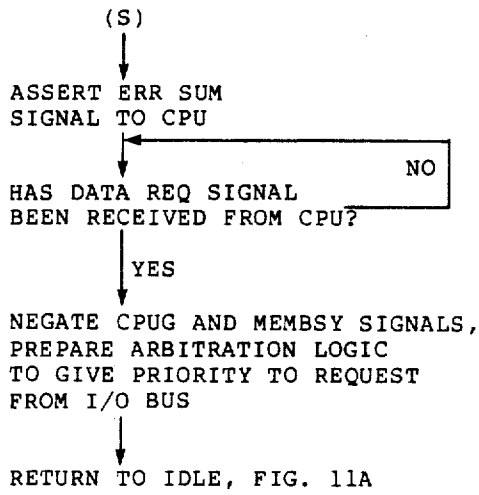 (S)
ASSERT ERR SUM
SIGNAL TO CPU
NO
HAS DATA REQ SIGNAL
BEEN RECEIVED FROM CPU?
YES
NEGATE CPUG AND MEMBSY SIGNALS,
PREPARE ARBITRATION LOGIC
TO GIVE PRIORITY TO REQUEST
FROM I/O BUS
RETURN TO IDLE, FIG. 11A